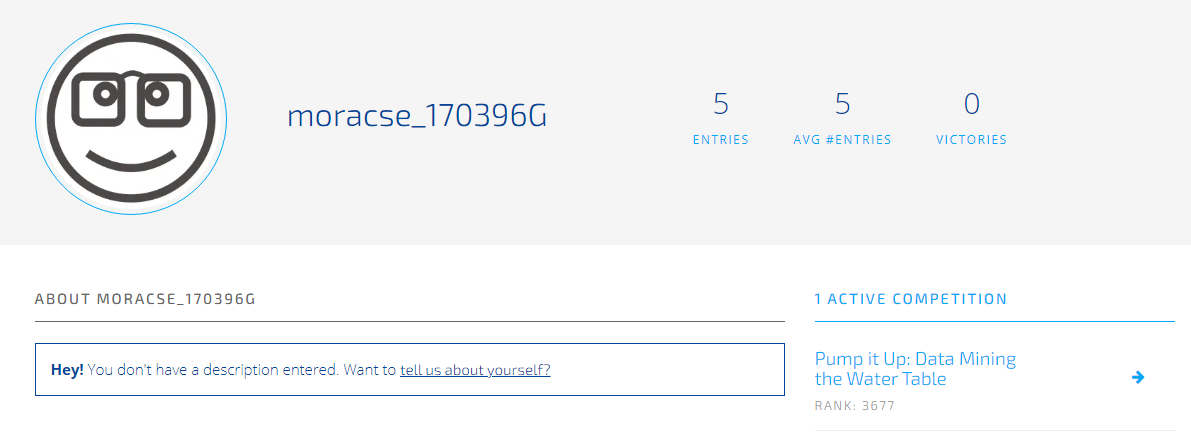 moracse_170396G
5
ENTRIES
5
AVG #ENTRIES
0
VICTORIES
ABOUT MORACSE_170396G
Hey! You don't have a description entered. Want to tell us about yourself?
1 ACTIVE COMPETITION
Pump it Up: Data Mining
the Water Table
RANK: 3677